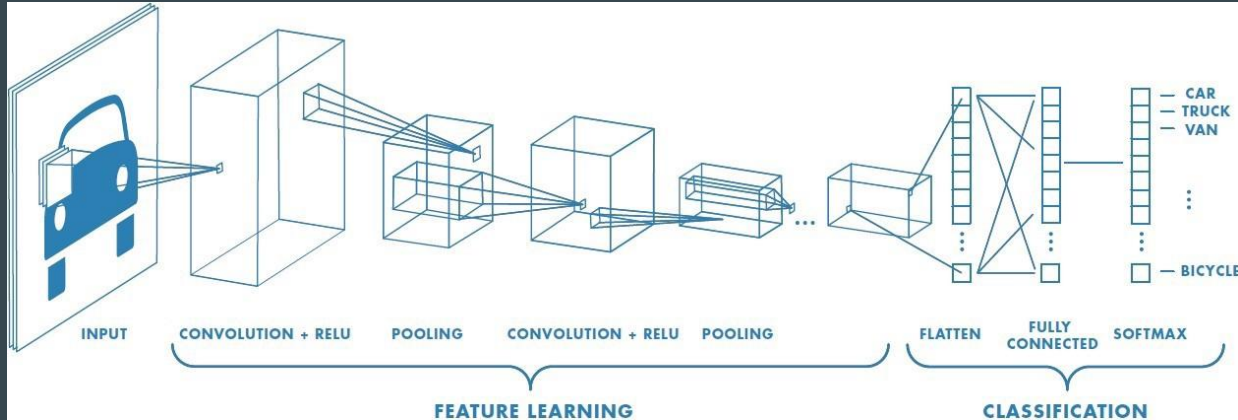 CAR
TRUCK
VAN
BICYCLE
INPUT
CONVOLUTION + RELU
POOLING
CONVOLUTION + RELU
POOLING
FLATTEN
FULLY
CONNECTED
SOFTMAX
FEATURE LEARNING
CLASSIFICATION